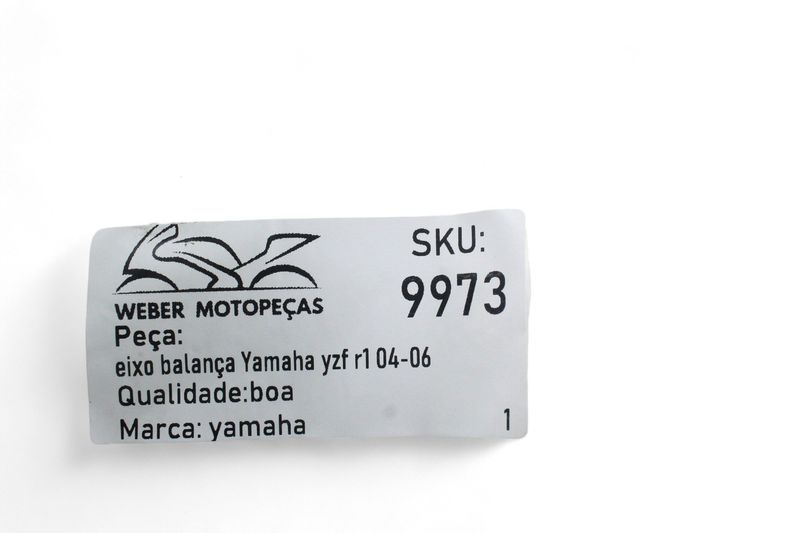 SKU:
9973
WEBER MOTOPEÇAS
Peça:
eixo balança Yamaha yzf r1 04-06
Qualidade:boa
Marca: yamaha
1